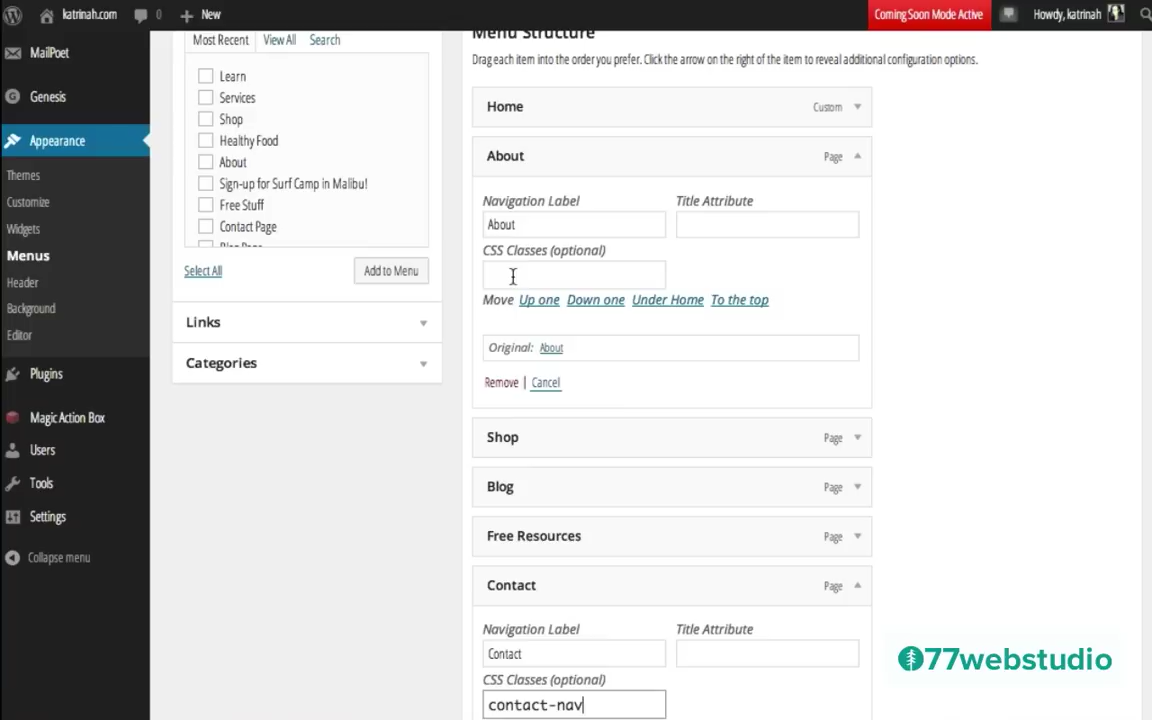 katrinah.com 0 New Coming Soon Mode Active Howdy, katrinah
MailPoet
Genesis
Appearance
Themes
Customize
Widgets
Menus
Header
Background
Editor
Plugins
Magic Action Box
Users
Tools
Settings
Collapse menu
Most Recent View All Search
Learn
Services
Shop
Healthy Food
About
Sign-up for Surf Camp in Malibu!
Free Stuff
Contact Page
Blog Page
Select All Add to Menu
Links
Categories
Menu Structure
Drag each item into the order you prefer. Click the arrow on the right of the item to reveal additional configuration options.
Home Custom
About Page
Navigation Label Title Attribute
About
CSS Classes (optional)
Move Up one Down one Under Home To the top
Original: About
Remove | Cancel
Shop Page
Blog Page
Free Resources Page
Contact Page
Navigation Label Title Attribute
Contact
CSS Classes (optional)
contact-nav
77webstudio